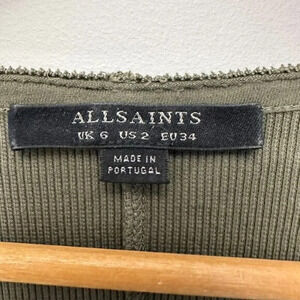 ALLSAINTS
UK 6 US 2 EU 34
MADE IN
PORTUGAL